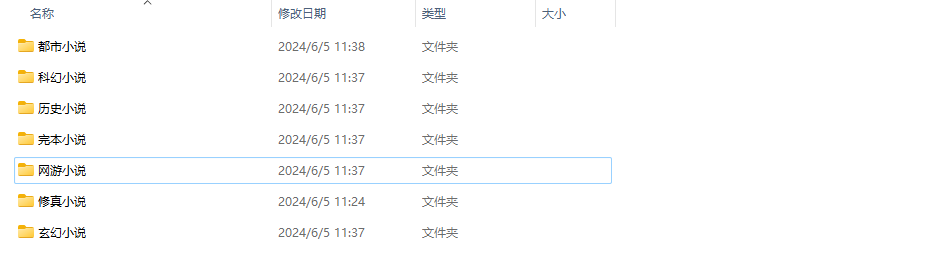 名称 修改日期 类型 大小
都市小说 2024/6/5 11:38 文件夹
科幻小说 2024/6/5 11:37 文件夹
历史小说 2024/6/5 11:37 文件夹
完本小说 2024/6/5 11:37 文件夹
网游小说 2024/6/5 11:37 文件夹
修真小说 2024/6/5 11:24 文件夹
玄幻小说 2024/6/5 11:37 文件夹